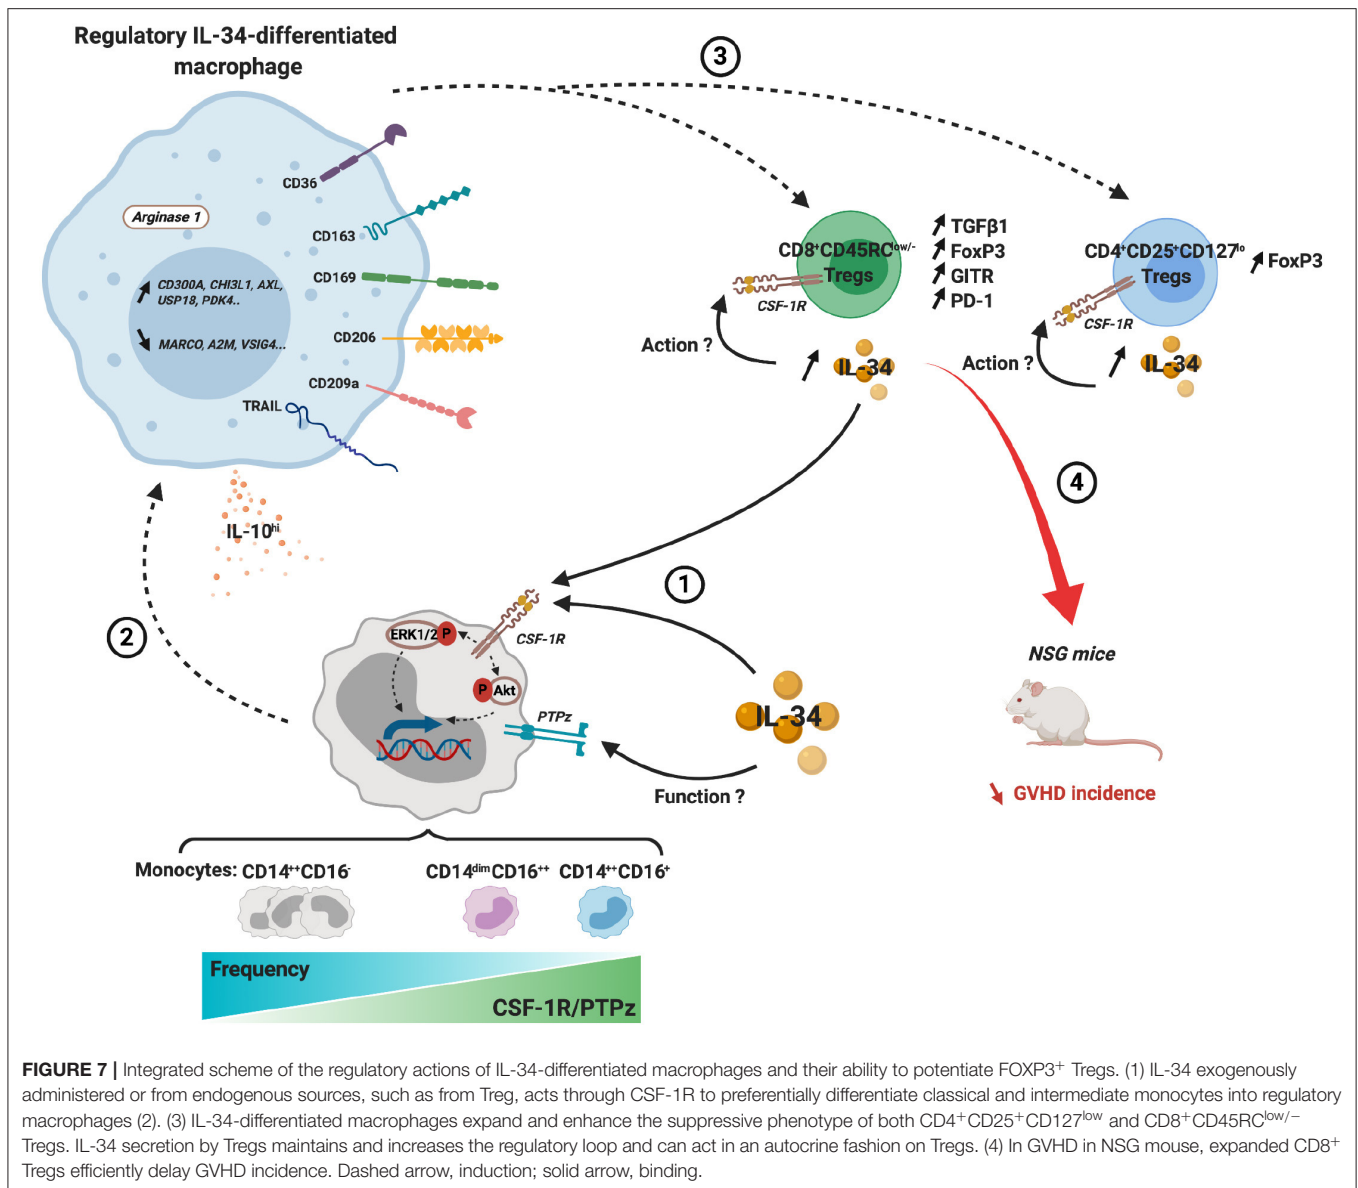 Regulatory IL-34-differentiated
macrophage
3
CD36
Arginase 1
CD163
CD169
CD300A, CHI3L1, AXL,
USP18, PDK4..
MARCO, A2M, VSIG4...
CD206
CD209a
TRAIL
IL-10hi
CD8+CD45RClow/-
Tregs
CSF-1R
TGFβ1
FoxP3
GITR
PD-1
Action ?
IL-34
CD4+CD25+CD127lo
Tregs
CSF-1R
FoxP3
Action ?
IL-34
4
1
2
ERK1/2 P
CSF-1R
P Akt
PTPz
IL-34
Function ?
NSG mice
GVHD incidence
Monocytes: CD14++CD16- CD14dimCD16++ CD14++CD16+
Frequency
CSF-1R/PTPz
FIGURE 7 | Integrated scheme of the regulatory actions of IL-34-differentiated macrophages and their ability to potentiate FOXP3+ Tregs. (1) IL-34 exogenously
administered or from endogenous sources, such as from Treg, acts through CSF-1R to preferentially differentiate classical and intermediate monocytes into regulatory
macrophages (2). (3) IL-34-differentiated macrophages expand and enhance the suppressive phenotype of both CD4+CD25+CD127low and CD8+CD45RClow/−
Tregs. IL-34 secretion by Tregs maintains and increases the regulatory loop and can act in an autocrine fashion on Tregs. (4) In GVHD in NSG mouse, expanded CD8+
Tregs efficiently delay GVHD incidence. Dashed arrow, induction; solid arrow, binding.